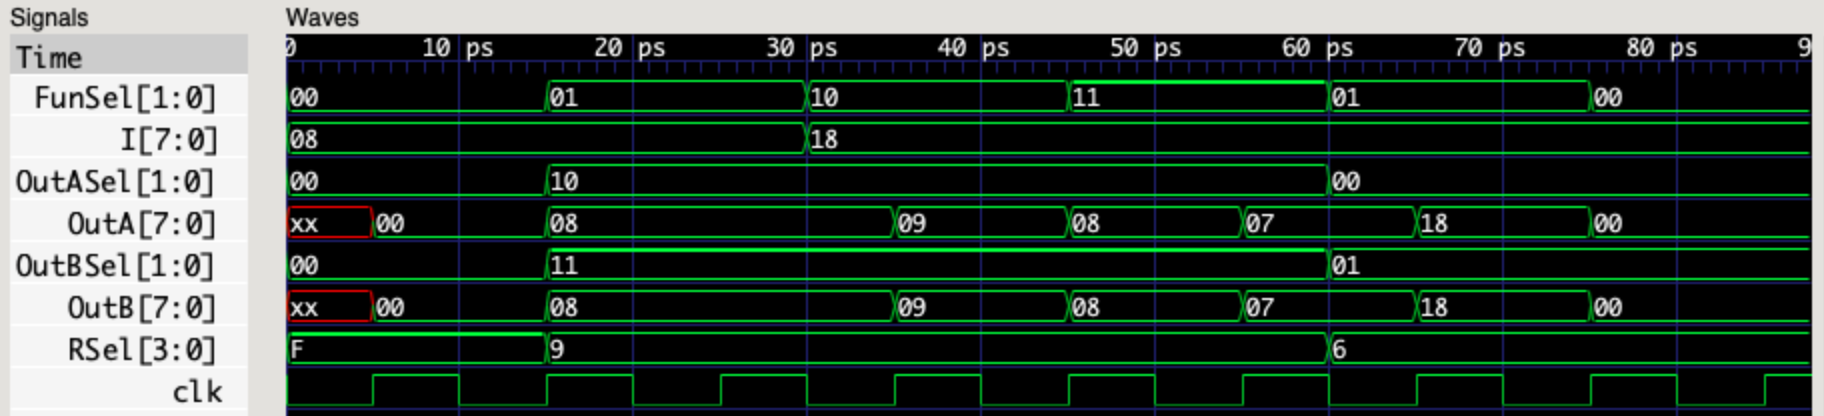 Signals Waves
Time 0 10 ps 20 ps 30 ps 40 ps 50 ps 60 ps 70 ps 80 ps 9
FunSel[1:0] 00 01 10 11 01 00
I[7:0] 08 18
OutASel[1:0] 00 10 00
OutA[7:0] xx 00 08 09 08 07 18 00
OutBSel[1:0] 00 11 01
OutB[7:0] xx 00 08 09 08 07 18 00
RSel[3:0] F 9 6
clk